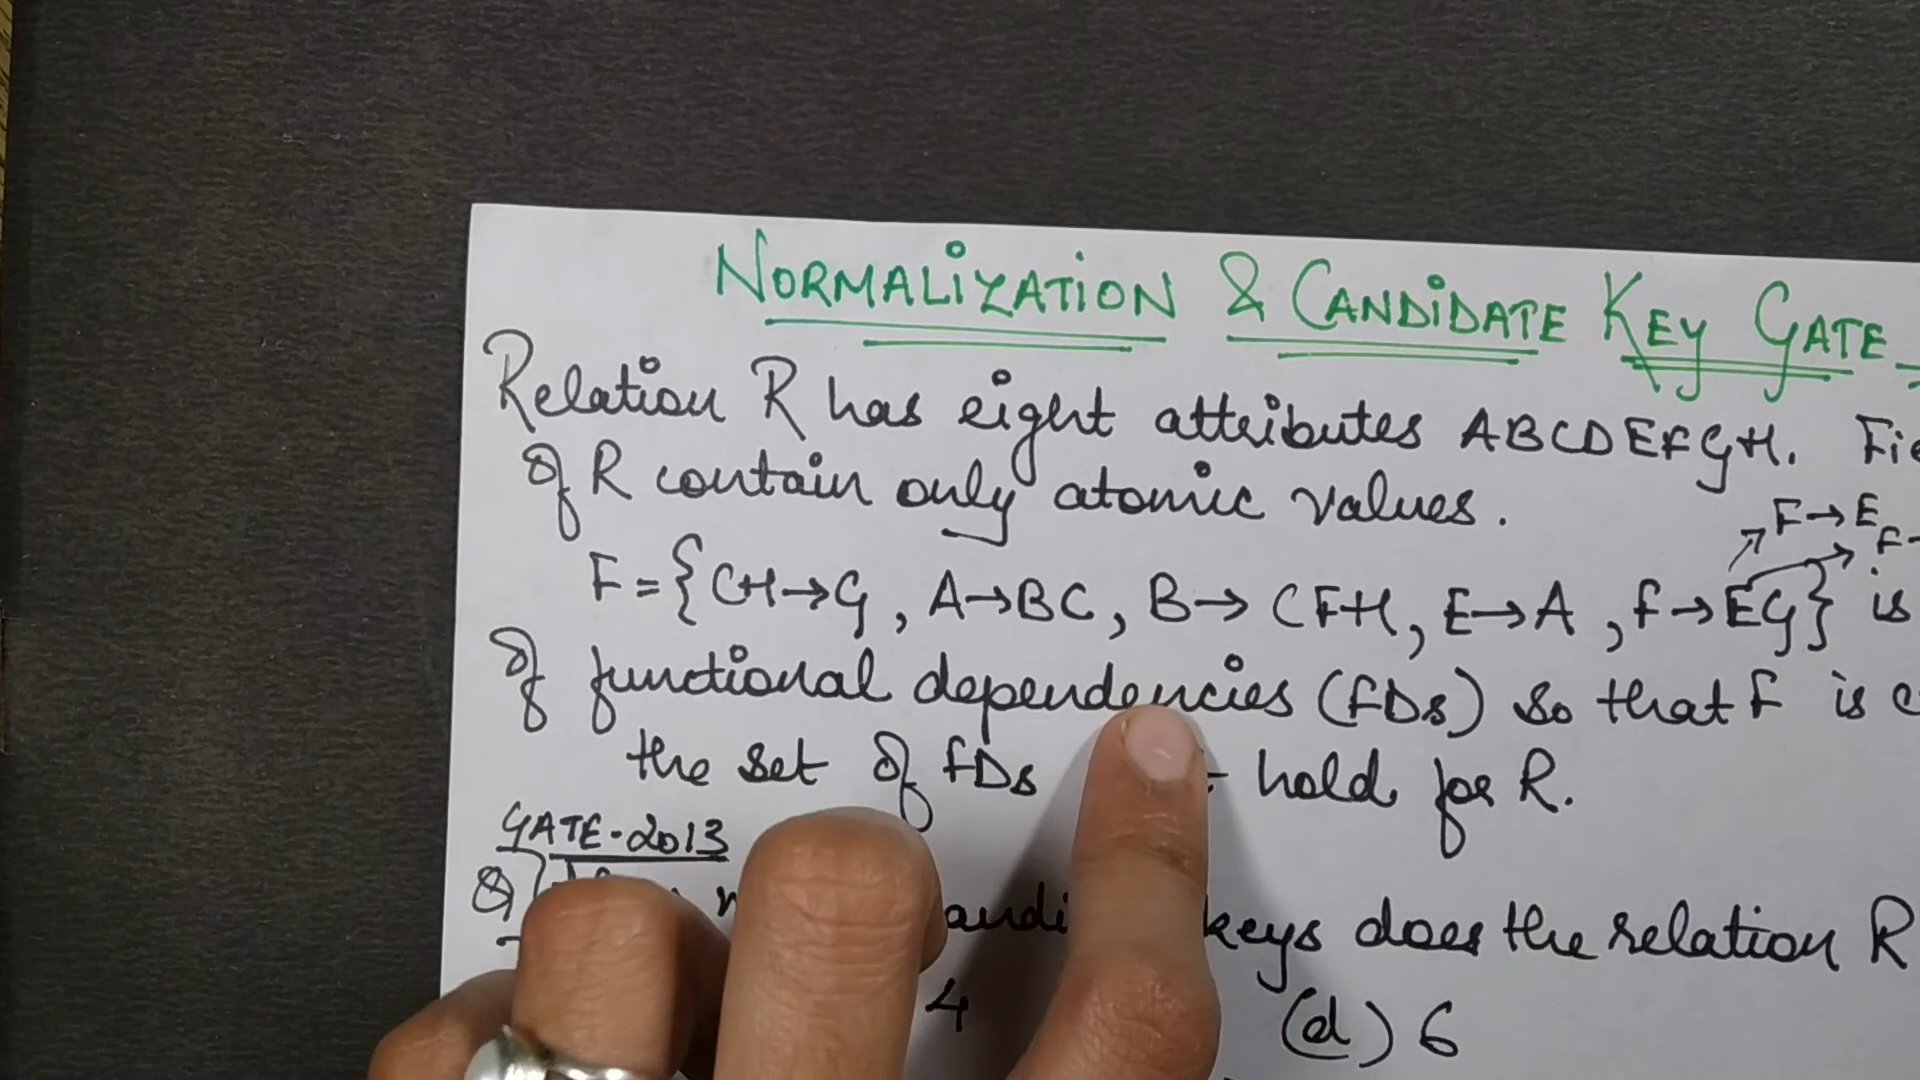 NORMALIZATION & CANDIDATE KEY GATE
Relation R has eight attributes ABCDEFGH.
of R contain only atomic values.
F→E
F = {CH→G, A→BC, B→CFH, E→A, F→EG} is
of functional dependencies (FDs) so that F is
the set of FDs hold for R.
GATE-2013
Q keys does the relation R
4 (d) 6